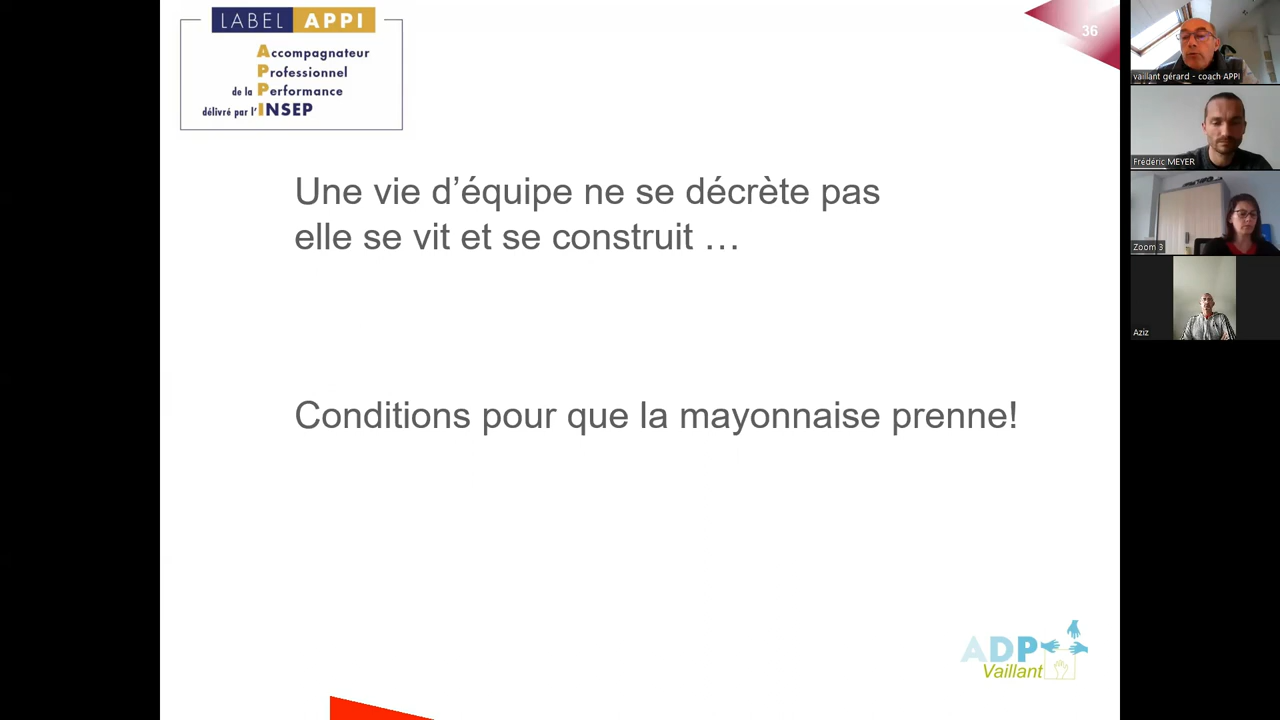 LABEL APPI
Accompagnateur
Professionnel
de la Performance
délivré par l'INSEP
36
Une vie d’équipe ne se décrète pas
elle se vit et se construit …
Conditions pour que la mayonnaise prenne!
ADP
Vaillant
vaillant gérard - coach APPI
Frédéric MEYER
Zoom 3
Aziz